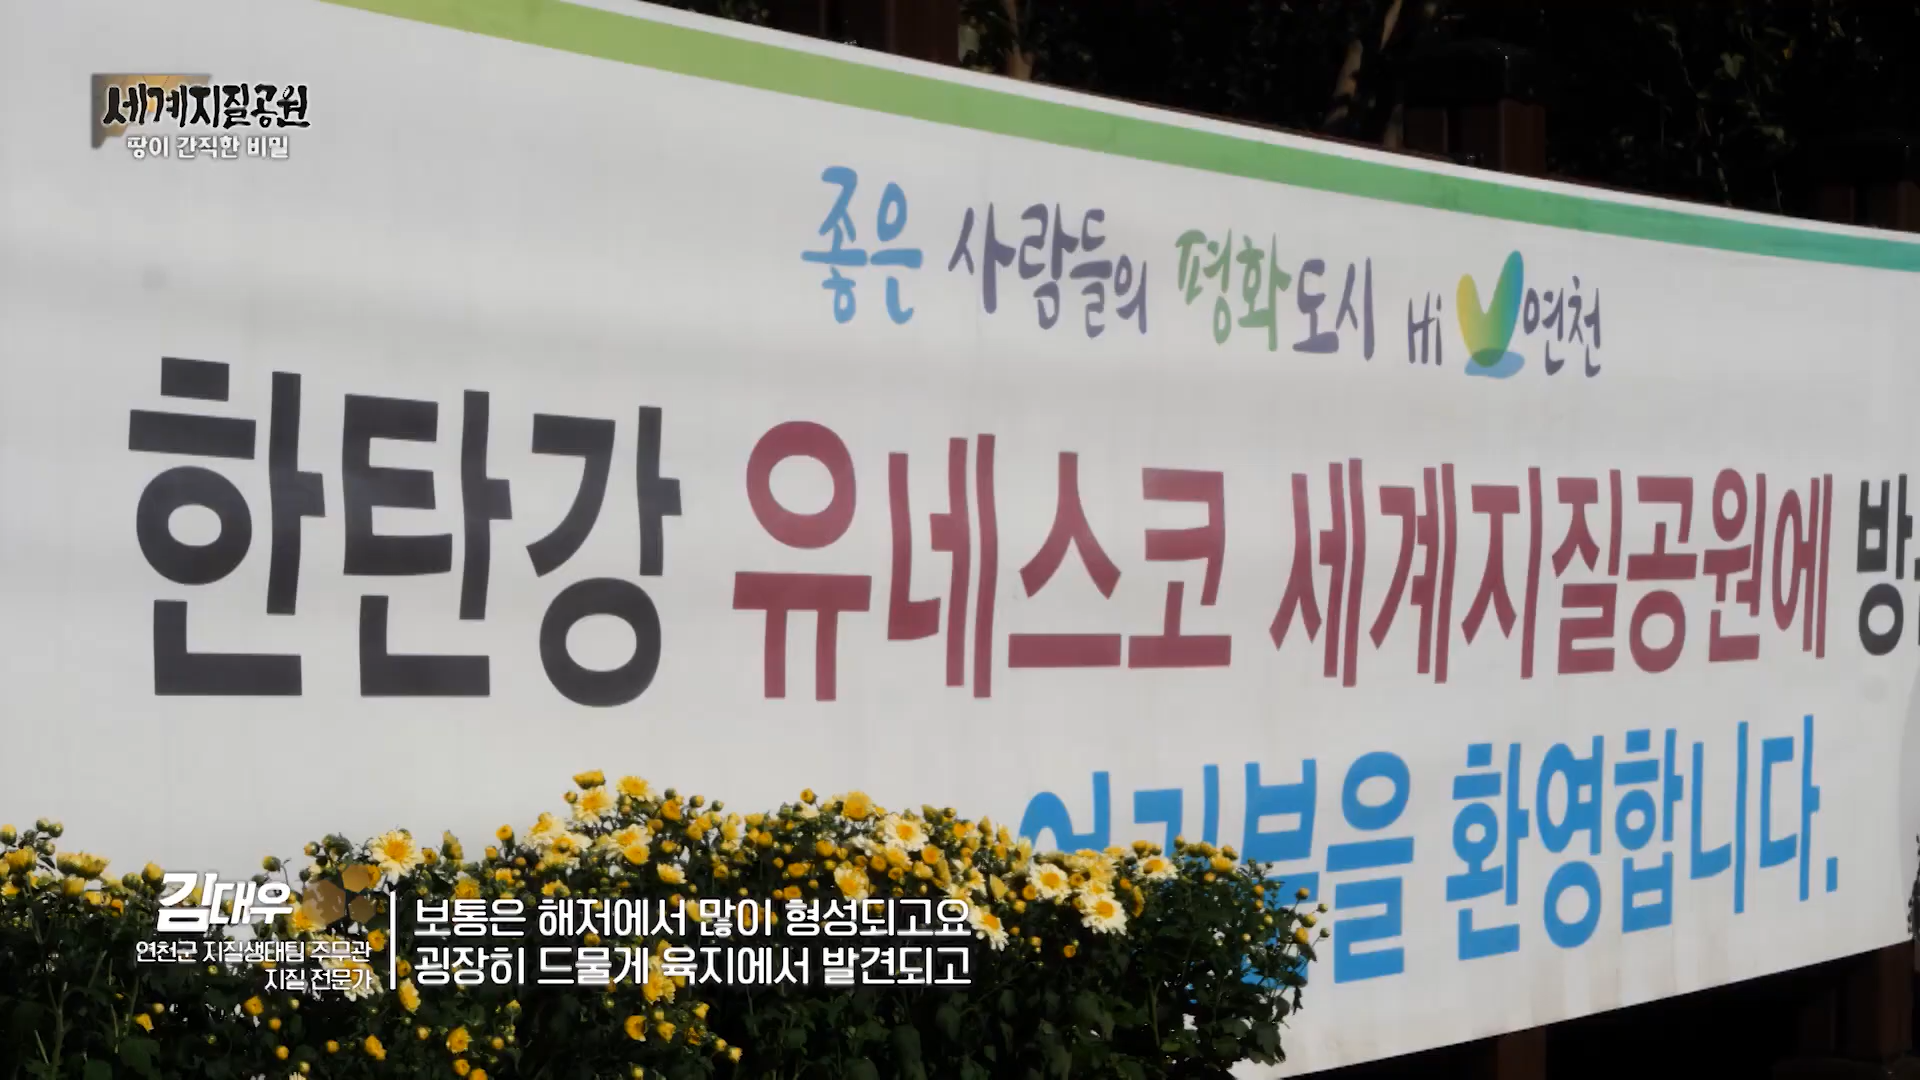 세계지질공원
땅이 간직한 비밀
좋은 사람들의 평화도시 Hi 연천
한탄강 유네스코 세계지질공원에
환영합니다.
김대우
연천군 지질생태팀 주무관
지질 전문가
보통은 해저에서 많이 형성되고요
굉장히 드물게 육지에서 발견되고